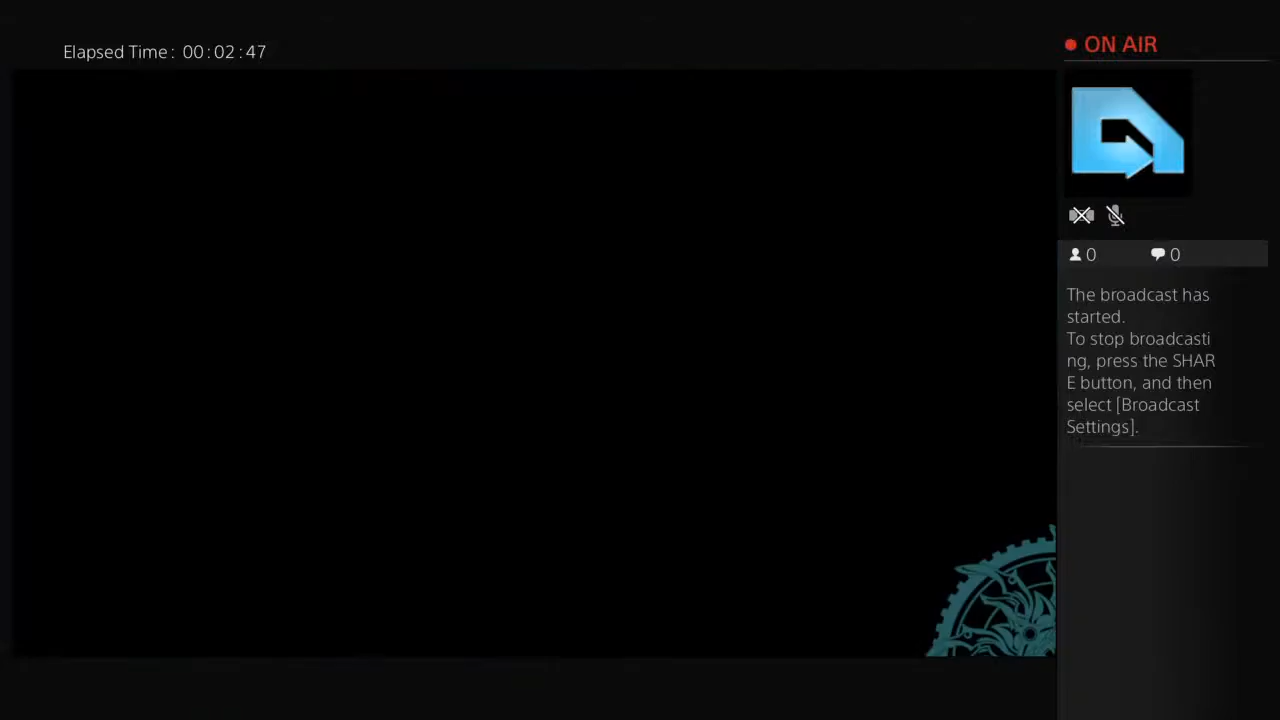 Elapsed Time: 00:02:47
ON AIR
0 0
The broadcast has
started.
To stop broadcasti
ng, press the SHAR
E button, and then
select [Broadcast
Settings].